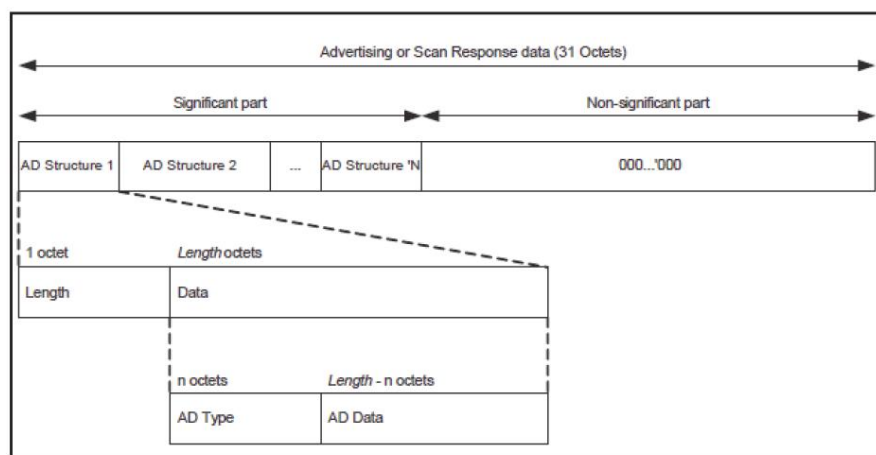 Advertising or Scan Response data (31 Octets)
Significant part
Non-significant part
AD Structure 1
AD Structure 2
...
AD Structure 'N
000...'000
1 octet
Length octets
Length
Data
n octets
Length - n octets
AD Type
AD Data